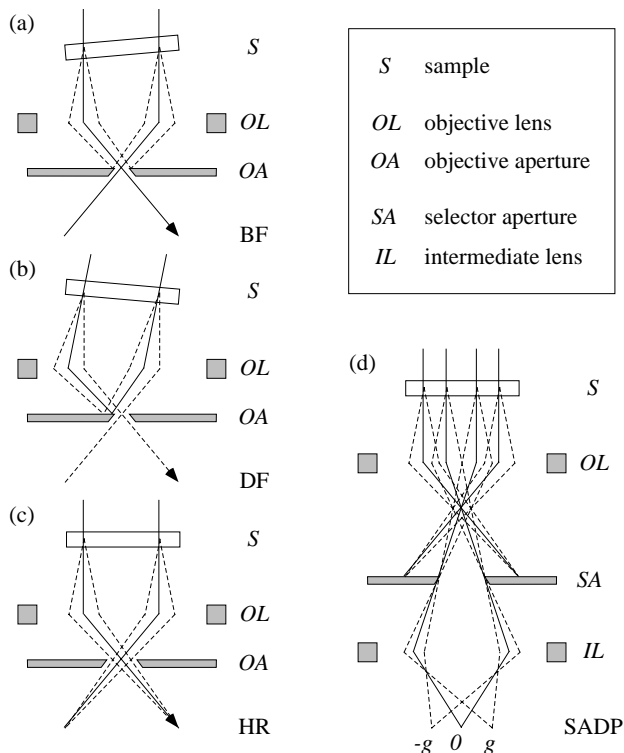 (a)
S
OL
OA
BF
(b)
S
OL
OA
DF
(c)
S
OL
OA
HR
S sample
OL objective lens
OA objective aperture
SA selector aperture
IL intermediate lens
(d)
S
OL
SA
IL
-g 0 g SADP